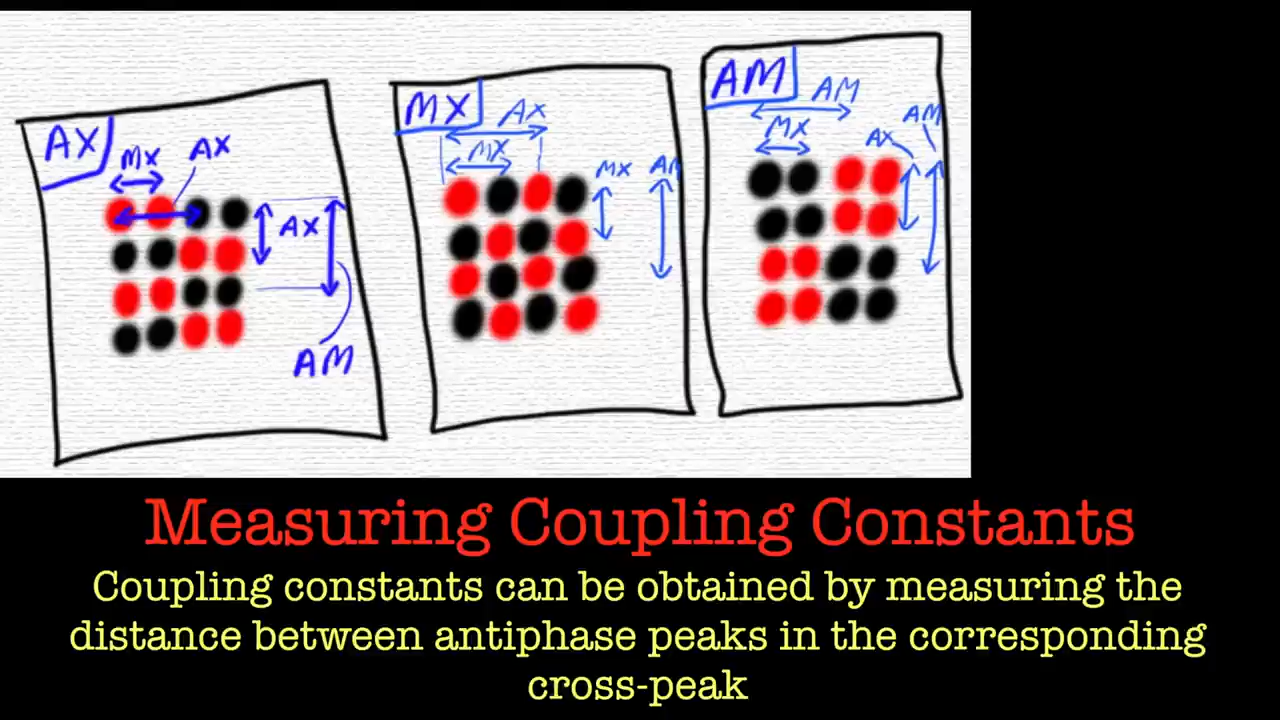 AX
MX
AX
AX
AM
MX
AX
MX
MX
AM
AM
AM
MX
AX
AM
Measuring Coupling Constants
Coupling constants can be obtained by measuring the
distance between antiphase peaks in the corresponding
cross-peak